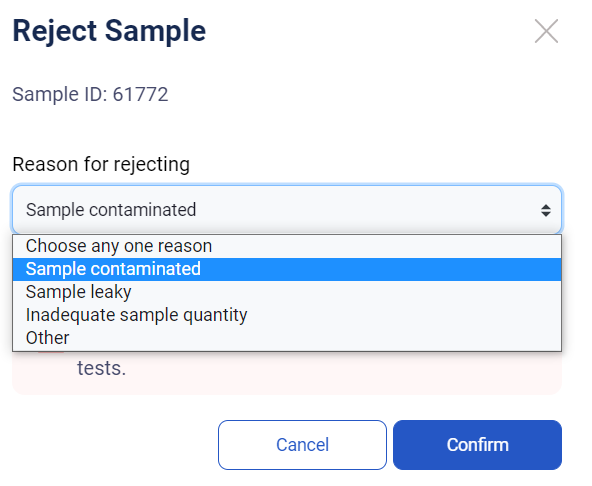 Reject Sample
Sample ID: 61772
Reason for rejecting
Sample contaminated
Choose any one reason
Sample contaminated
Sample leaky
Inadequate sample quantity
Other
tests.
Cancel
Confirm